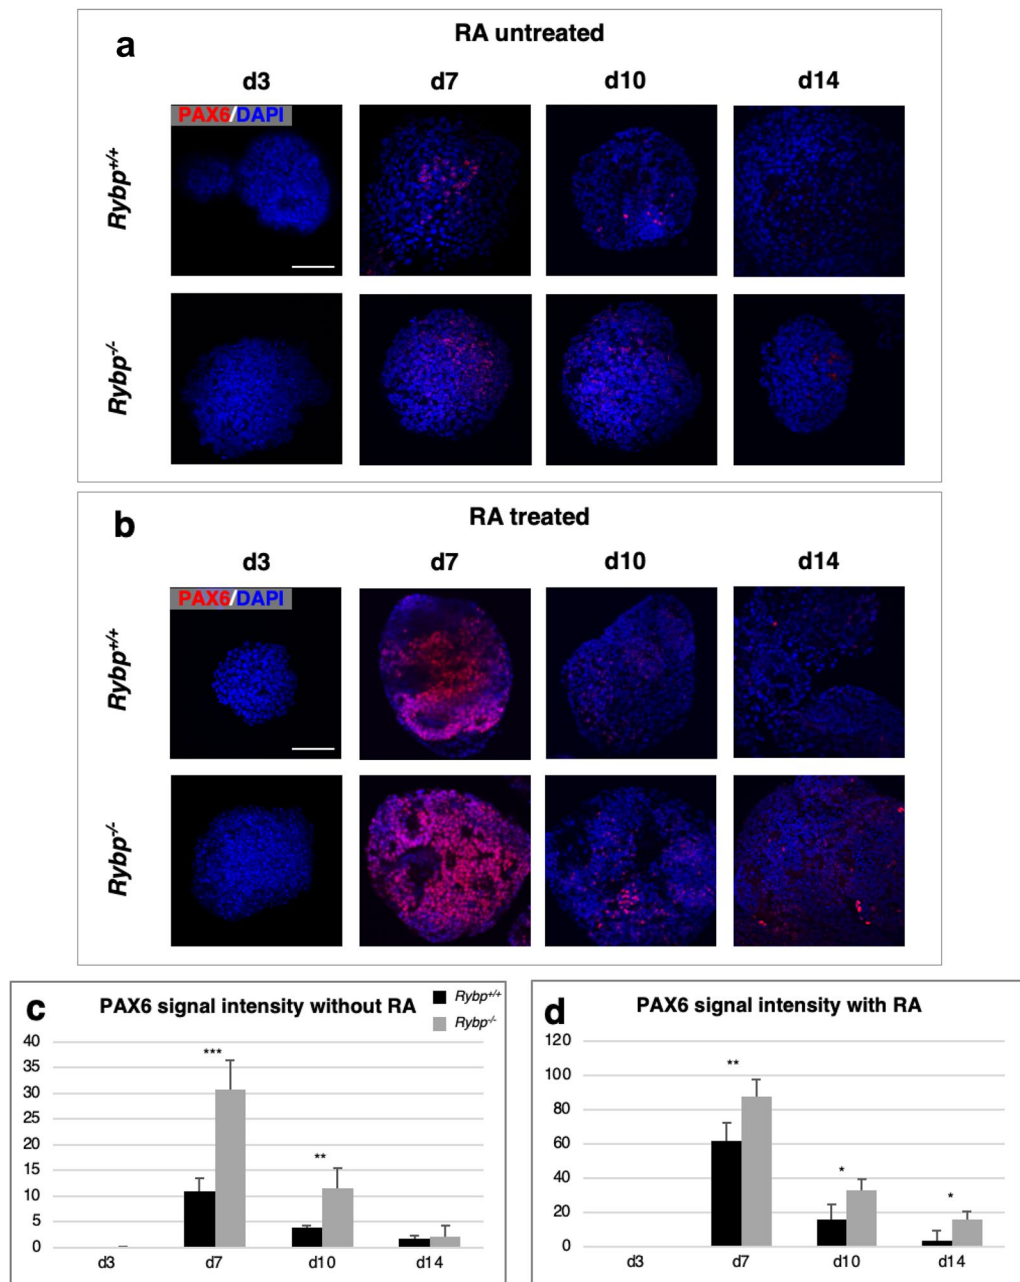 a
RA untreated
d3 d7 d10 d14
PAX6/DAPI
Rybp+/+
Rybp-/-
b
RA treated
d3 d7 d10 d14
PAX6/DAPI
Rybp+/+
Rybp-/-
c
PAX6 signal intensity without RA
Rybp+/+
Rybp-/-
40
35
30
25
20
15
10
5
0
***
**
d3 d7 d10 d14
d
PAX6 signal intensity with RA
120
100
80
60
40
20
0
**
*
*
d3 d7 d10 d14